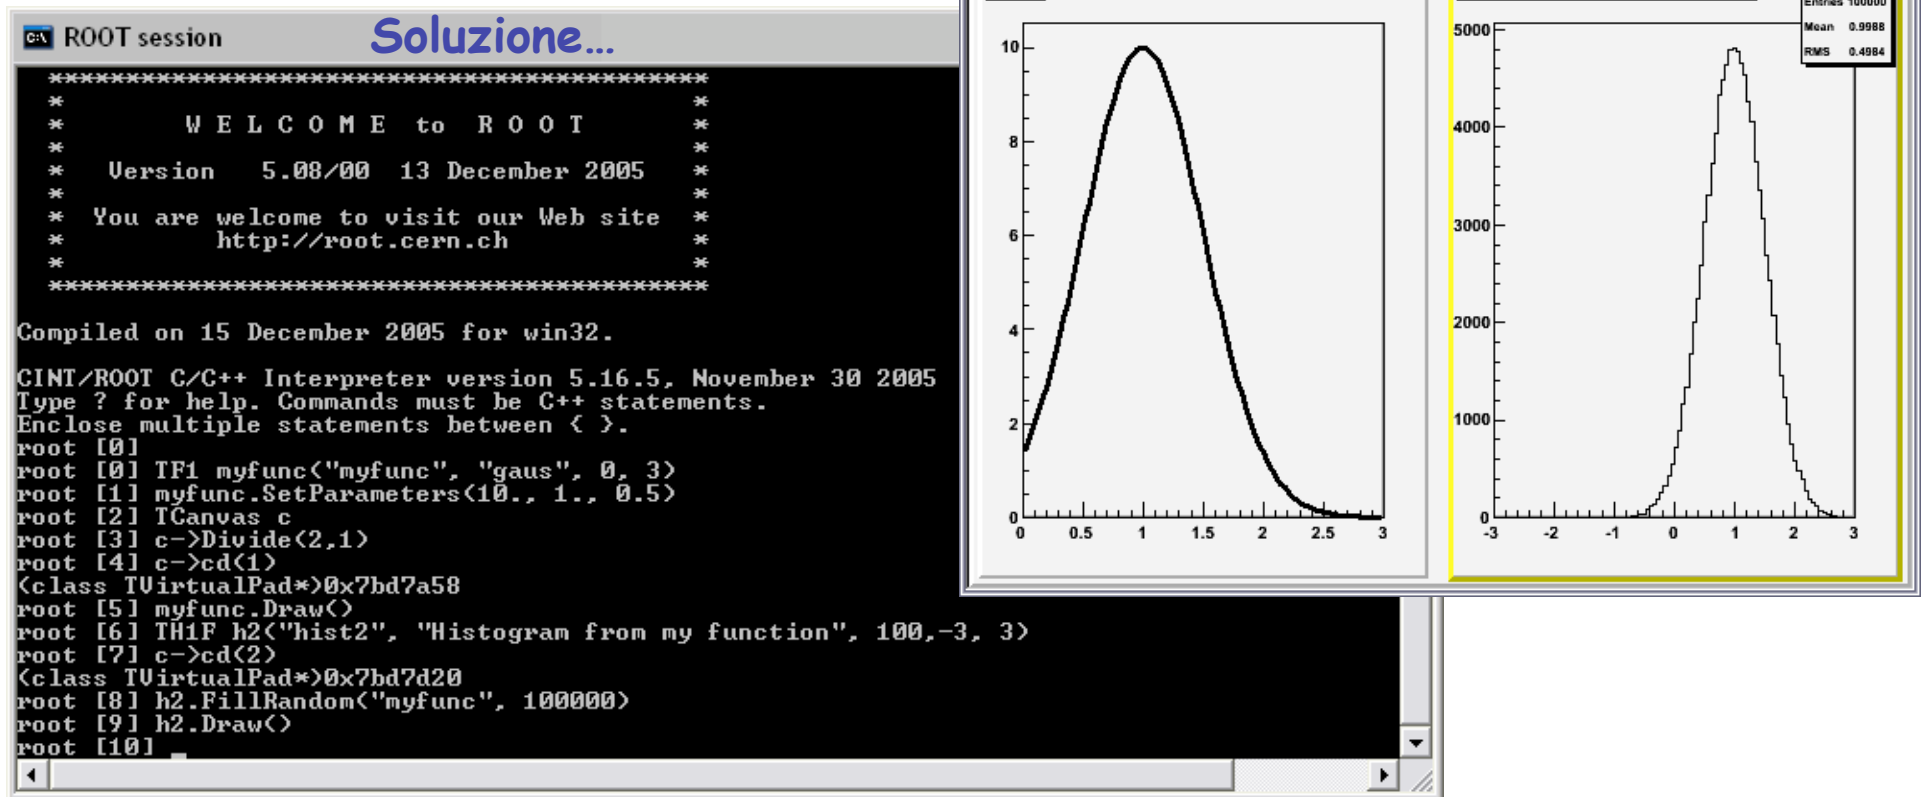 ROOT session
Soluzione...
*******************************************
* *
* W E L C O M E to R O O T *
* *
* Version 5.08/00 13 December 2005 *
* *
* You are welcome to visit our Web site *
* http://root.cern.ch *
* *
*******************************************
Compiled on 15 December 2005 for win32.
CINT/ROOT C/C++ Interpreter version 5.16.5, November 30 2005
Type ? for help. Commands must be C++ statements.
Enclose multiple statements between { }.
root [0]
root [0] TF1 myfunc("myfunc", "gaus", 0, 3)
root [1] myfunc.SetParameters(10., 1., 0.5)
root [2] TCanvas c
root [3] c->Divide(2,1)
root [4] c->cd(1)
(class TVirtualPad*)0x7bd7a58
root [5] myfunc.Draw()
root [6] TH1F h2("hist2", "Histogram from my function", 100,-3, 3)
root [7] c->cd(2)
(class TVirtualPad*)0x7bd7d20
root [8] h2.FillRandom("myfunc", 100000)
root [9] h2.Draw()
root [10] _
10
8
6
4
2
0
0 0.5 1 1.5 2 2.5 3
Entries 100000
Mean 0.9988
RMS 0.4984
5000
4000
3000
2000
1000
0
-3 -2 -1 0 1 2 3